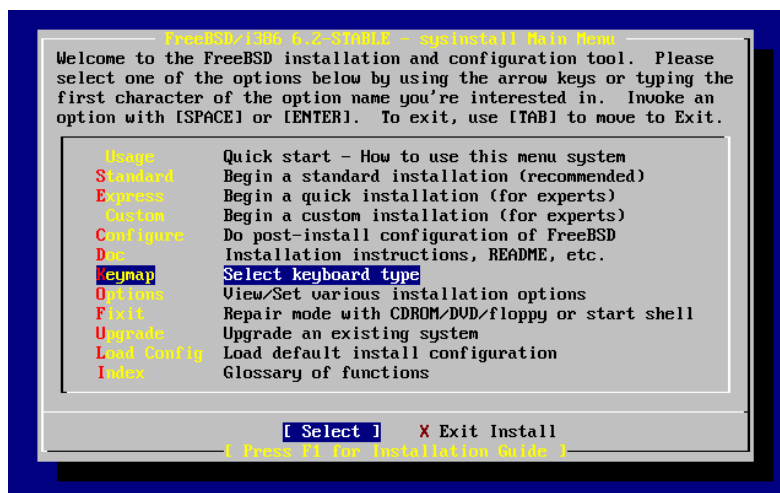 FreeBSD/i386 6.2-STABLE - sysinstall Main Menu
Welcome to the FreeBSD installation and configuration tool.  Please
select one of the options below by using the arrow keys or typing the
first character of the option name you're interested in.  Invoke an
option with [SPACE] or [ENTER].  To exit, use [TAB] to move to Exit.
Usage Quick start - How to use this menu system
Standard Begin a standard installation (recommended)
Express Begin a quick installation (for experts)
Custom Begin a custom installation (for experts)
Configure Do post-install configuration of FreeBSD
Doc Installation instructions, README, etc.
Keymap Select keyboard type
Options View/Set various installation options
Fixit Repair mode with CDROM/DVD/floppy or start shell
Upgrade Upgrade an existing system
Load Config Load default install configuration
Index Glossary of functions
[ Select ] X Exit Install
[ Press F1 for Installation Guide ]